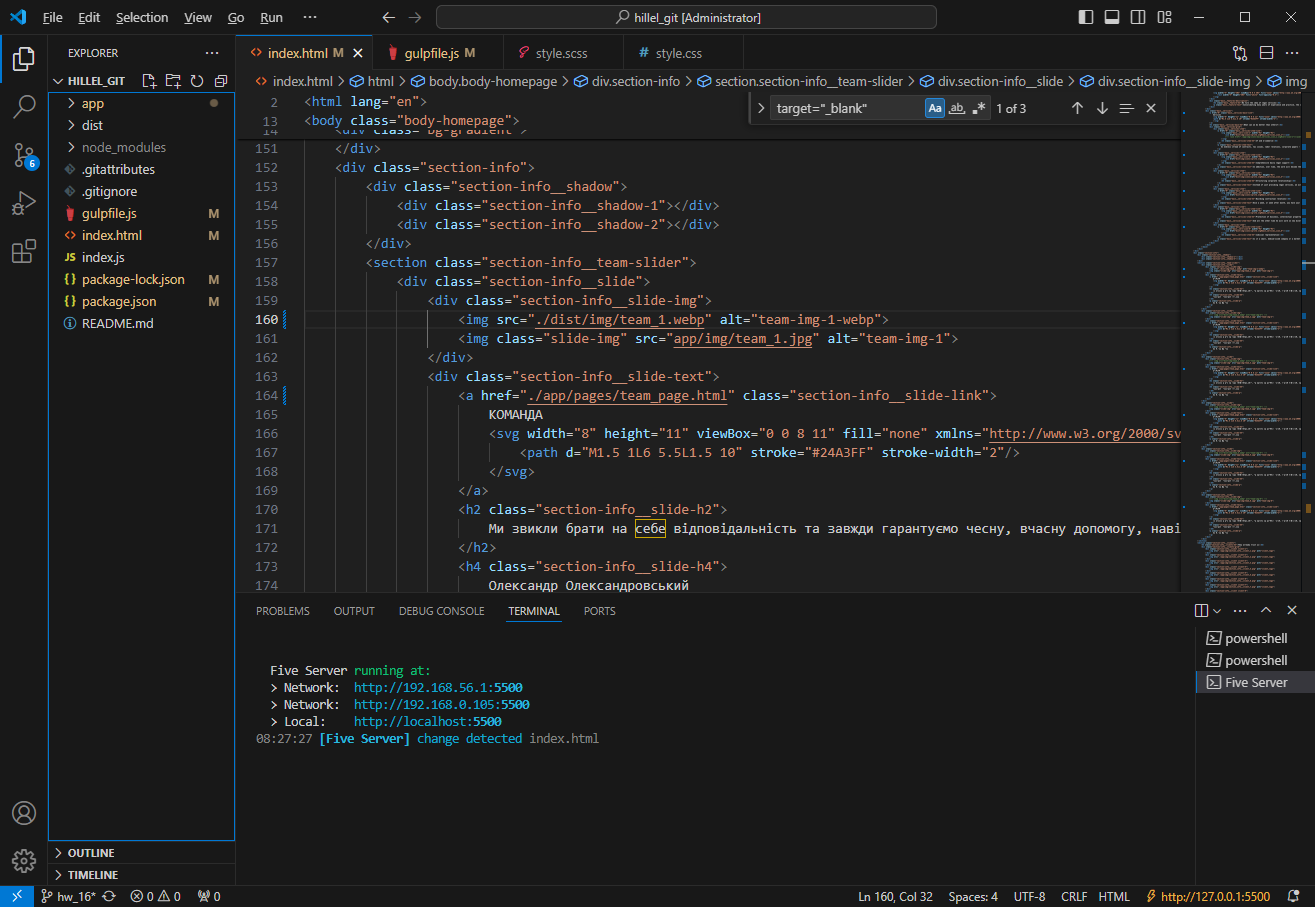 File Edit Selection View Go Run ··· hillel_git [Administrator]
EXPLORER ···
index.html M gulpfile.js M style.scss style.css ···
HILLEL_GIT
index.html > html > body.body-homepage > div.section-info > section.section-info__team-slider > div.section-info__slide > div.section-info__slide-img > img
app
dist
node_modules
.gitattributes
.gitignore
gulpfile.js M
index.html M
index.js
package-lock.json M
package.json M
README.md
target="_blank" Aa ab 1 of 3
2 <html lang="en">
13 <body class="body-homepage">
14 <div class="bg-gradient">
151 </div>
152 <div class="section-info">
153 <div class="section-info__shadow">
154 <div class="section-info__shadow-1"></div>
155 <div class="section-info__shadow-2"></div>
156 </div>
157 <section class="section-info__team-slider">
158 <div class="section-info__slide">
159 <div class="section-info__slide-img">
160 <img src="./dist/img/team_1.webp" alt="team-img-1-webp">
161 <img class="slide-img" src="app/img/team_1.jpg" alt="team-img-1">
162 </div>
163 <div class="section-info__slide-text">
164 <a href="./app/pages/team_page.html" class="section-info__slide-link">
165 КОМАНДА
166 <svg width="8" height="11" viewBox="0 0 8 11" fill="none" xmlns="http://www.w3.org/2000/sv
167 <path d="M1.5 1L6 5.5L1.5 10" stroke="#24A3FF" stroke-width="2"/>
168 </svg>
169 </a>
170 <h2 class="section-info__slide-h2">
171 Ми звикли брати на себе відповідальність та завжди гарантуємо чесну, вчасну допомогу, наві
172 </h2>
173 <h4 class="section-info__slide-h4">
174 Олександр Олександровський
PROBLEMS OUTPUT DEBUG CONSOLE TERMINAL PORTS ···
Five Server running at:
> Network: http://192.168.56.1:5500
> Network: http://192.168.0.105:5500
> Local: http://localhost:5500
08:27:27 [Five Server] change detected index.html
powershell
powershell
Five Server
6
OUTLINE
TIMELINE
hw_16* 0 0 0 Ln 160, Col 32 Spaces: 4 UTF-8 CRLF HTML http://127.0.0.1:5500